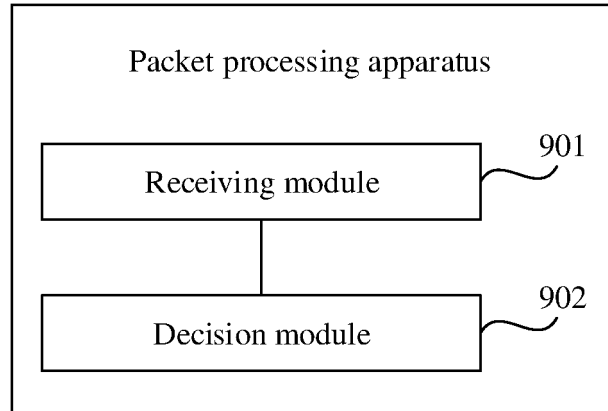 Packet processing apparatus
901
Receiving module
902
Decision module